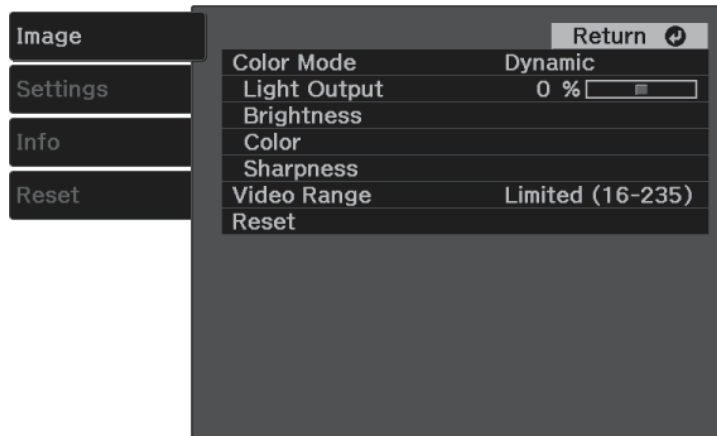 Image
Settings
Info
Reset
Return
Color Mode Dynamic
Light Output 0 %
Brightness
Color
Sharpness
Video Range Limited (16-235)
Reset